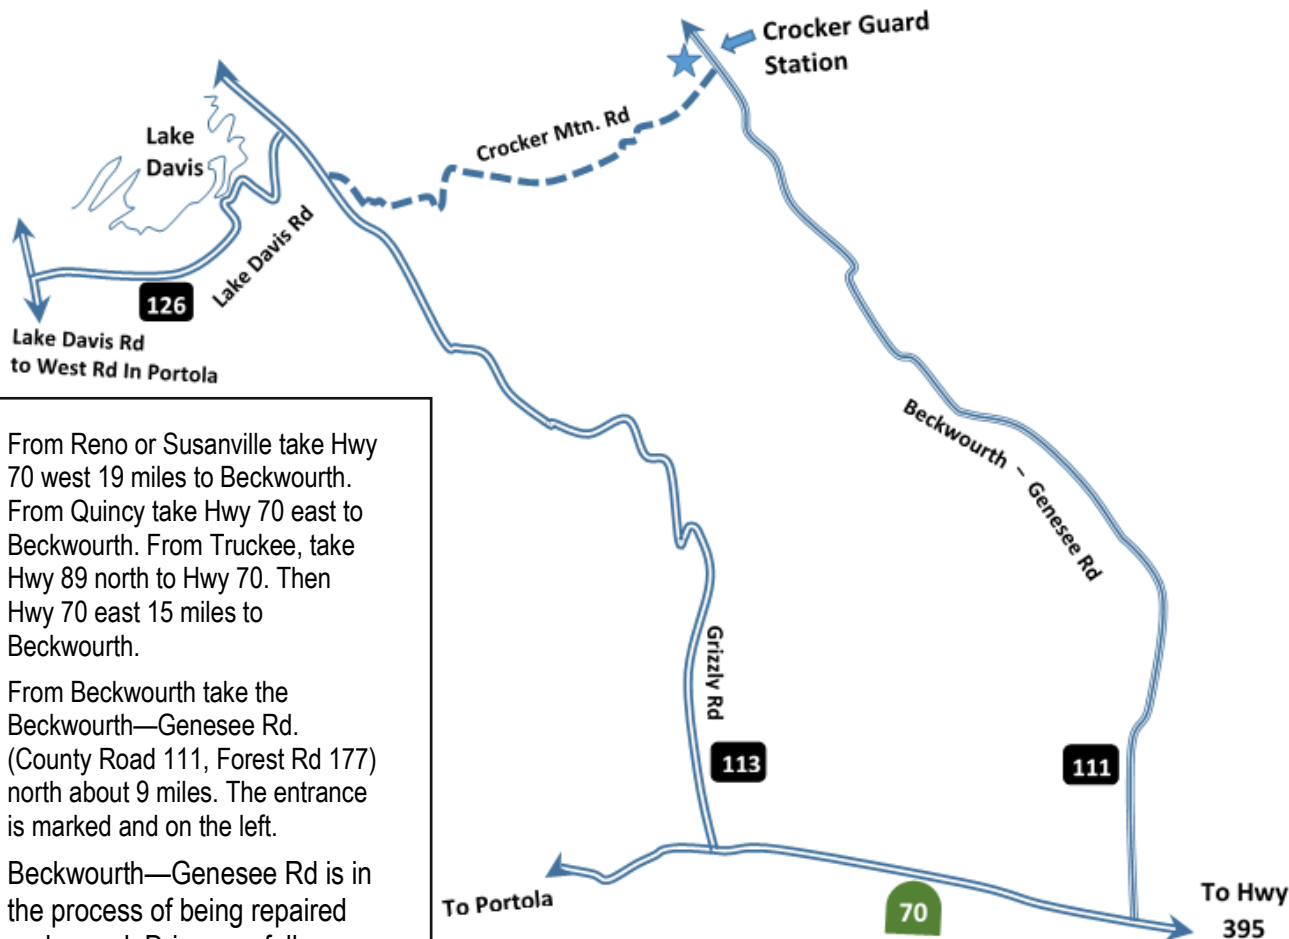 Crocker Guard
Station
Crocker Mtn. Rd
Lake
Davis
Lake Davis Rd
126
Lake Davis Rd
to West Rd In Portola
Beckwourth – Genesee Rd
Grizzly Rd
113
111
To Portola
70
To Hwy
395
From Reno or Susanville take Hwy
70 west 19 miles to Beckwourth.
From Quincy take Hwy 70 east to
Beckwourth. From Truckee, take
Hwy 89 north to Hwy 70. Then
Hwy 70 east 15 miles to
Beckwourth.
From Beckwourth take the
Beckwourth—Genesee Rd.
(County Road 111, Forest Rd 177)
north about 9 miles. The entrance
is marked and on the left.
Beckwourth—Genesee Rd is in
the process of being repaired